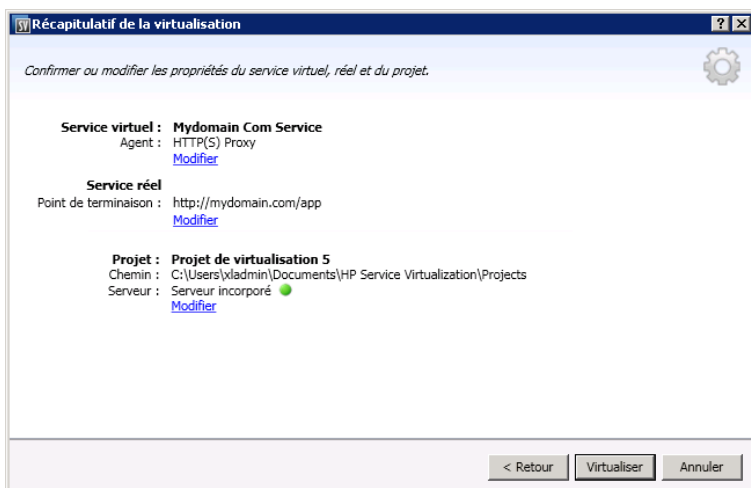 SV Récapitulatif de la virtualisation ? X
Confirmer ou modifier les propriétés du service virtuel, réel et du projet.
Service virtuel : Mydomain Com Service
Agent : HTTP(S) Proxy
Modifier
Service réel
Point de terminaison : http://mydomain.com/app
Modifier
Projet : Projet de virtualisation 5
Chemin : C:\Users\xladmin\Documents\HP Service Virtualization\Projects
Serveur : Serveur incorporé
Modifier
< Retour Virtualiser Annuler